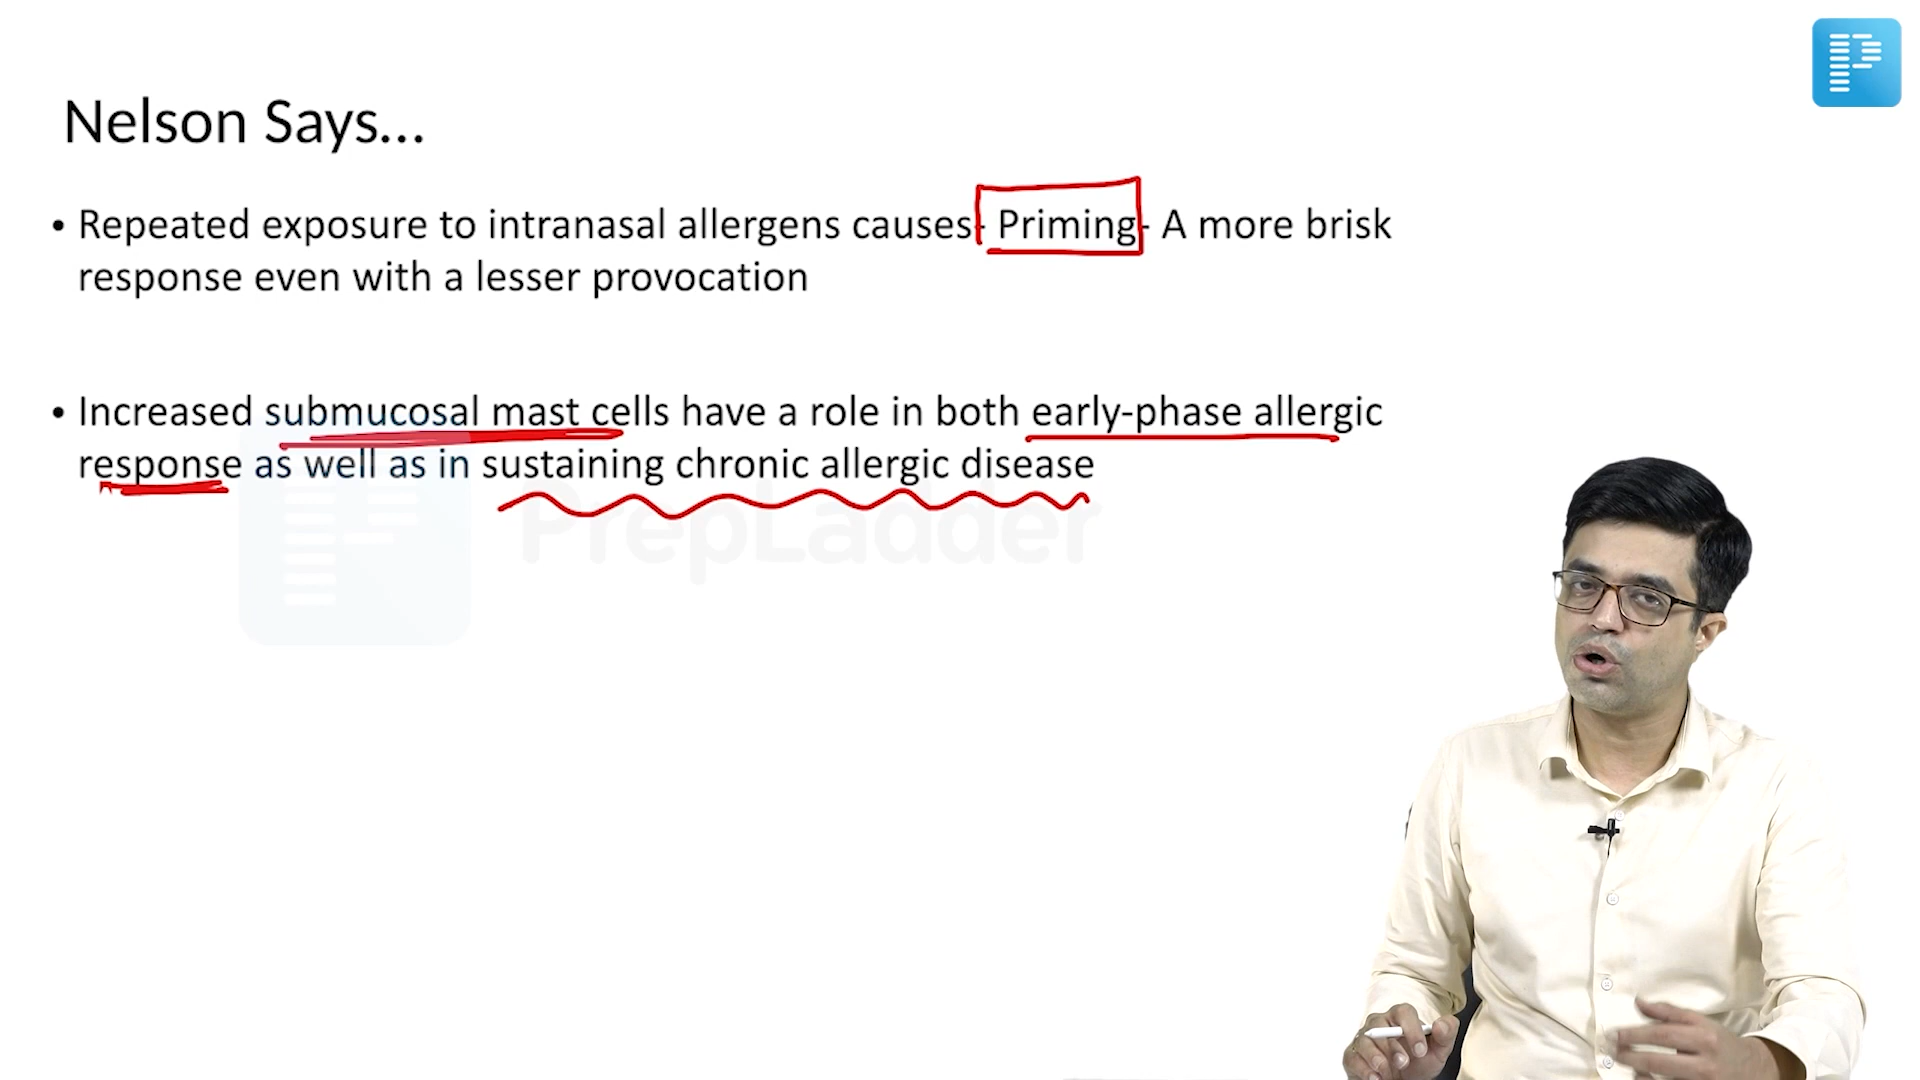 Nelson Says...
• Repeated exposure to intranasal allergens causes- Priming- A more brisk
response even with a lesser provocation
• Increased submucosal mast cells have a role in both early-phase allergic
response as well as in sustaining chronic allergic disease
PrepLadder